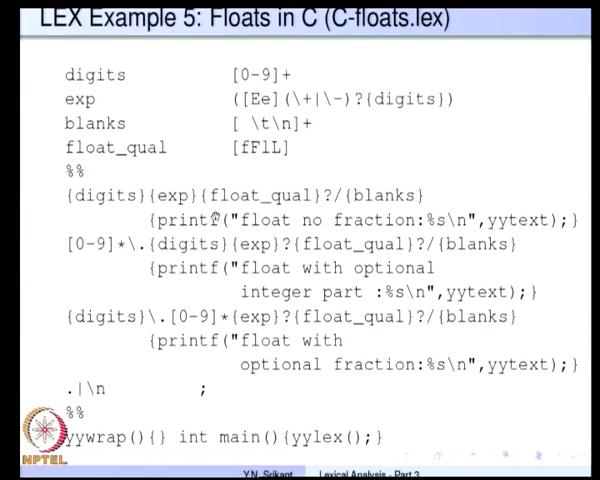 LEX Example 5: Floats in C (C-floats.lex)
digits [0-9]+
exp ([Ee](\+|\-)?{digits})
blanks [ \t\n]+
float_qual [fFlL]
%%
{digits}{exp}{float_qual}?/{blanks}
{printf("float no fraction:%s\n",yytext);}
[0-9]*\.{digits}{exp}?{float_qual}?/{blanks}
{printf("float with optional
integer part :%s\n",yytext);}
{digits}\.[0-9]*{exp}?{float_qual}?/{blanks}
{printf("float with
optional fraction:%s\n",yytext);}
.|\n ;
%%
yywrap(){} int main(){yylex();}
NPTEL
Y.N. Srikant Lexical Analysis - Part 3